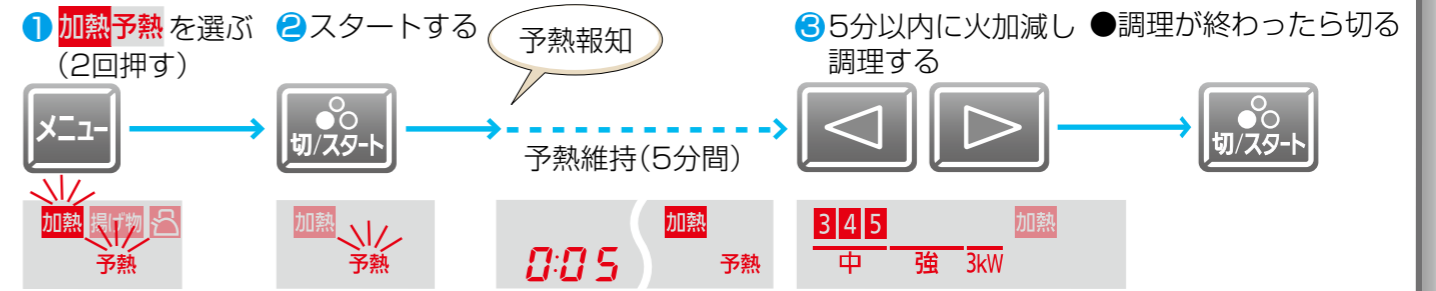 ❶加熱予熱を選ぶ
(2回押す)
❷スタートする
予熱報知
❸5分以内に火加減し
調理する
●調理が終わったら切る
メニュー
切/スタート
予熱維持(5分間)
切/スタート
加熱 揚げ物
予熱
加熱
予熱
0:05
加熱
予熱
3 4 5
中 強 3kW
加熱